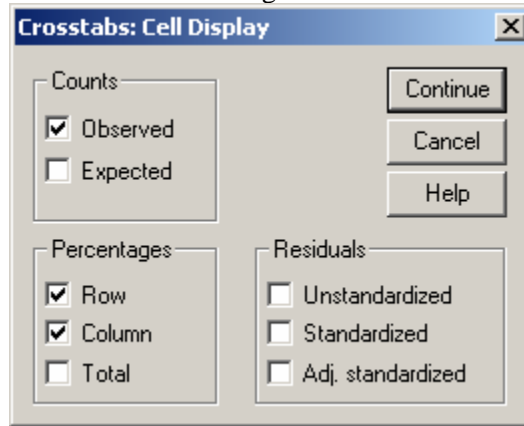 Crosstabs: Cell Display
Counts
Observed
Expected
Continue
Cancel
Help
Percentages
Row
Column
Total
Residuals
Unstandardized
Standardized
Adj. standardized